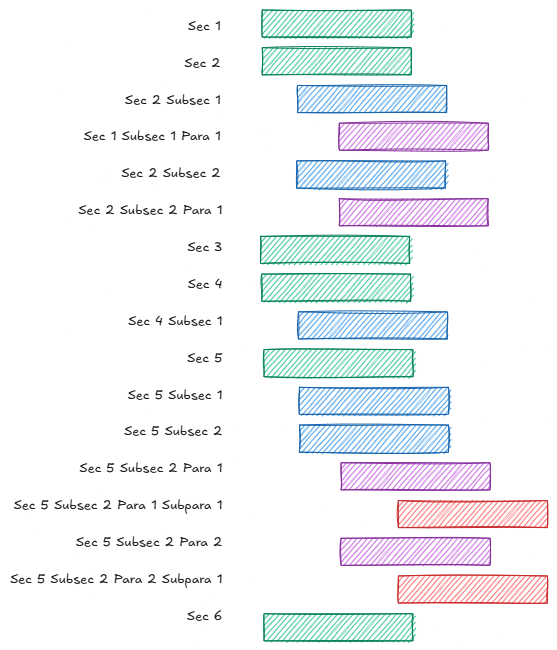 Sec 1
Sec 2
Sec 2 Subsec 1
Sec 1 Subsec 1 Para 1
Sec 2 Subsec 2
Sec 2 Subsec 2 Para 1
Sec 3
Sec 4
Sec 4 Subsec 1
Sec 5
Sec 5 Subsec 1
Sec 5 Subsec 2
Sec 5 Subsec 2 Para 1
Sec 5 Subsec 2 Para 1 Subpara 1
Sec 5 Subsec 2 Para 2
Sec 5 Subsec 2 Para 2 Subpara 1
Sec 6